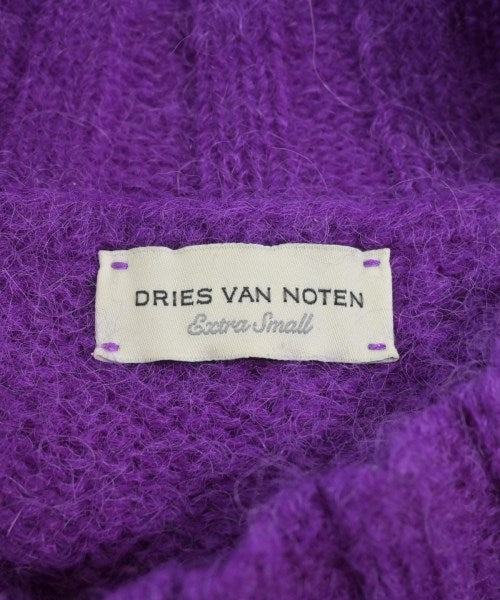 DRIES VAN NOTEN
Extra Small